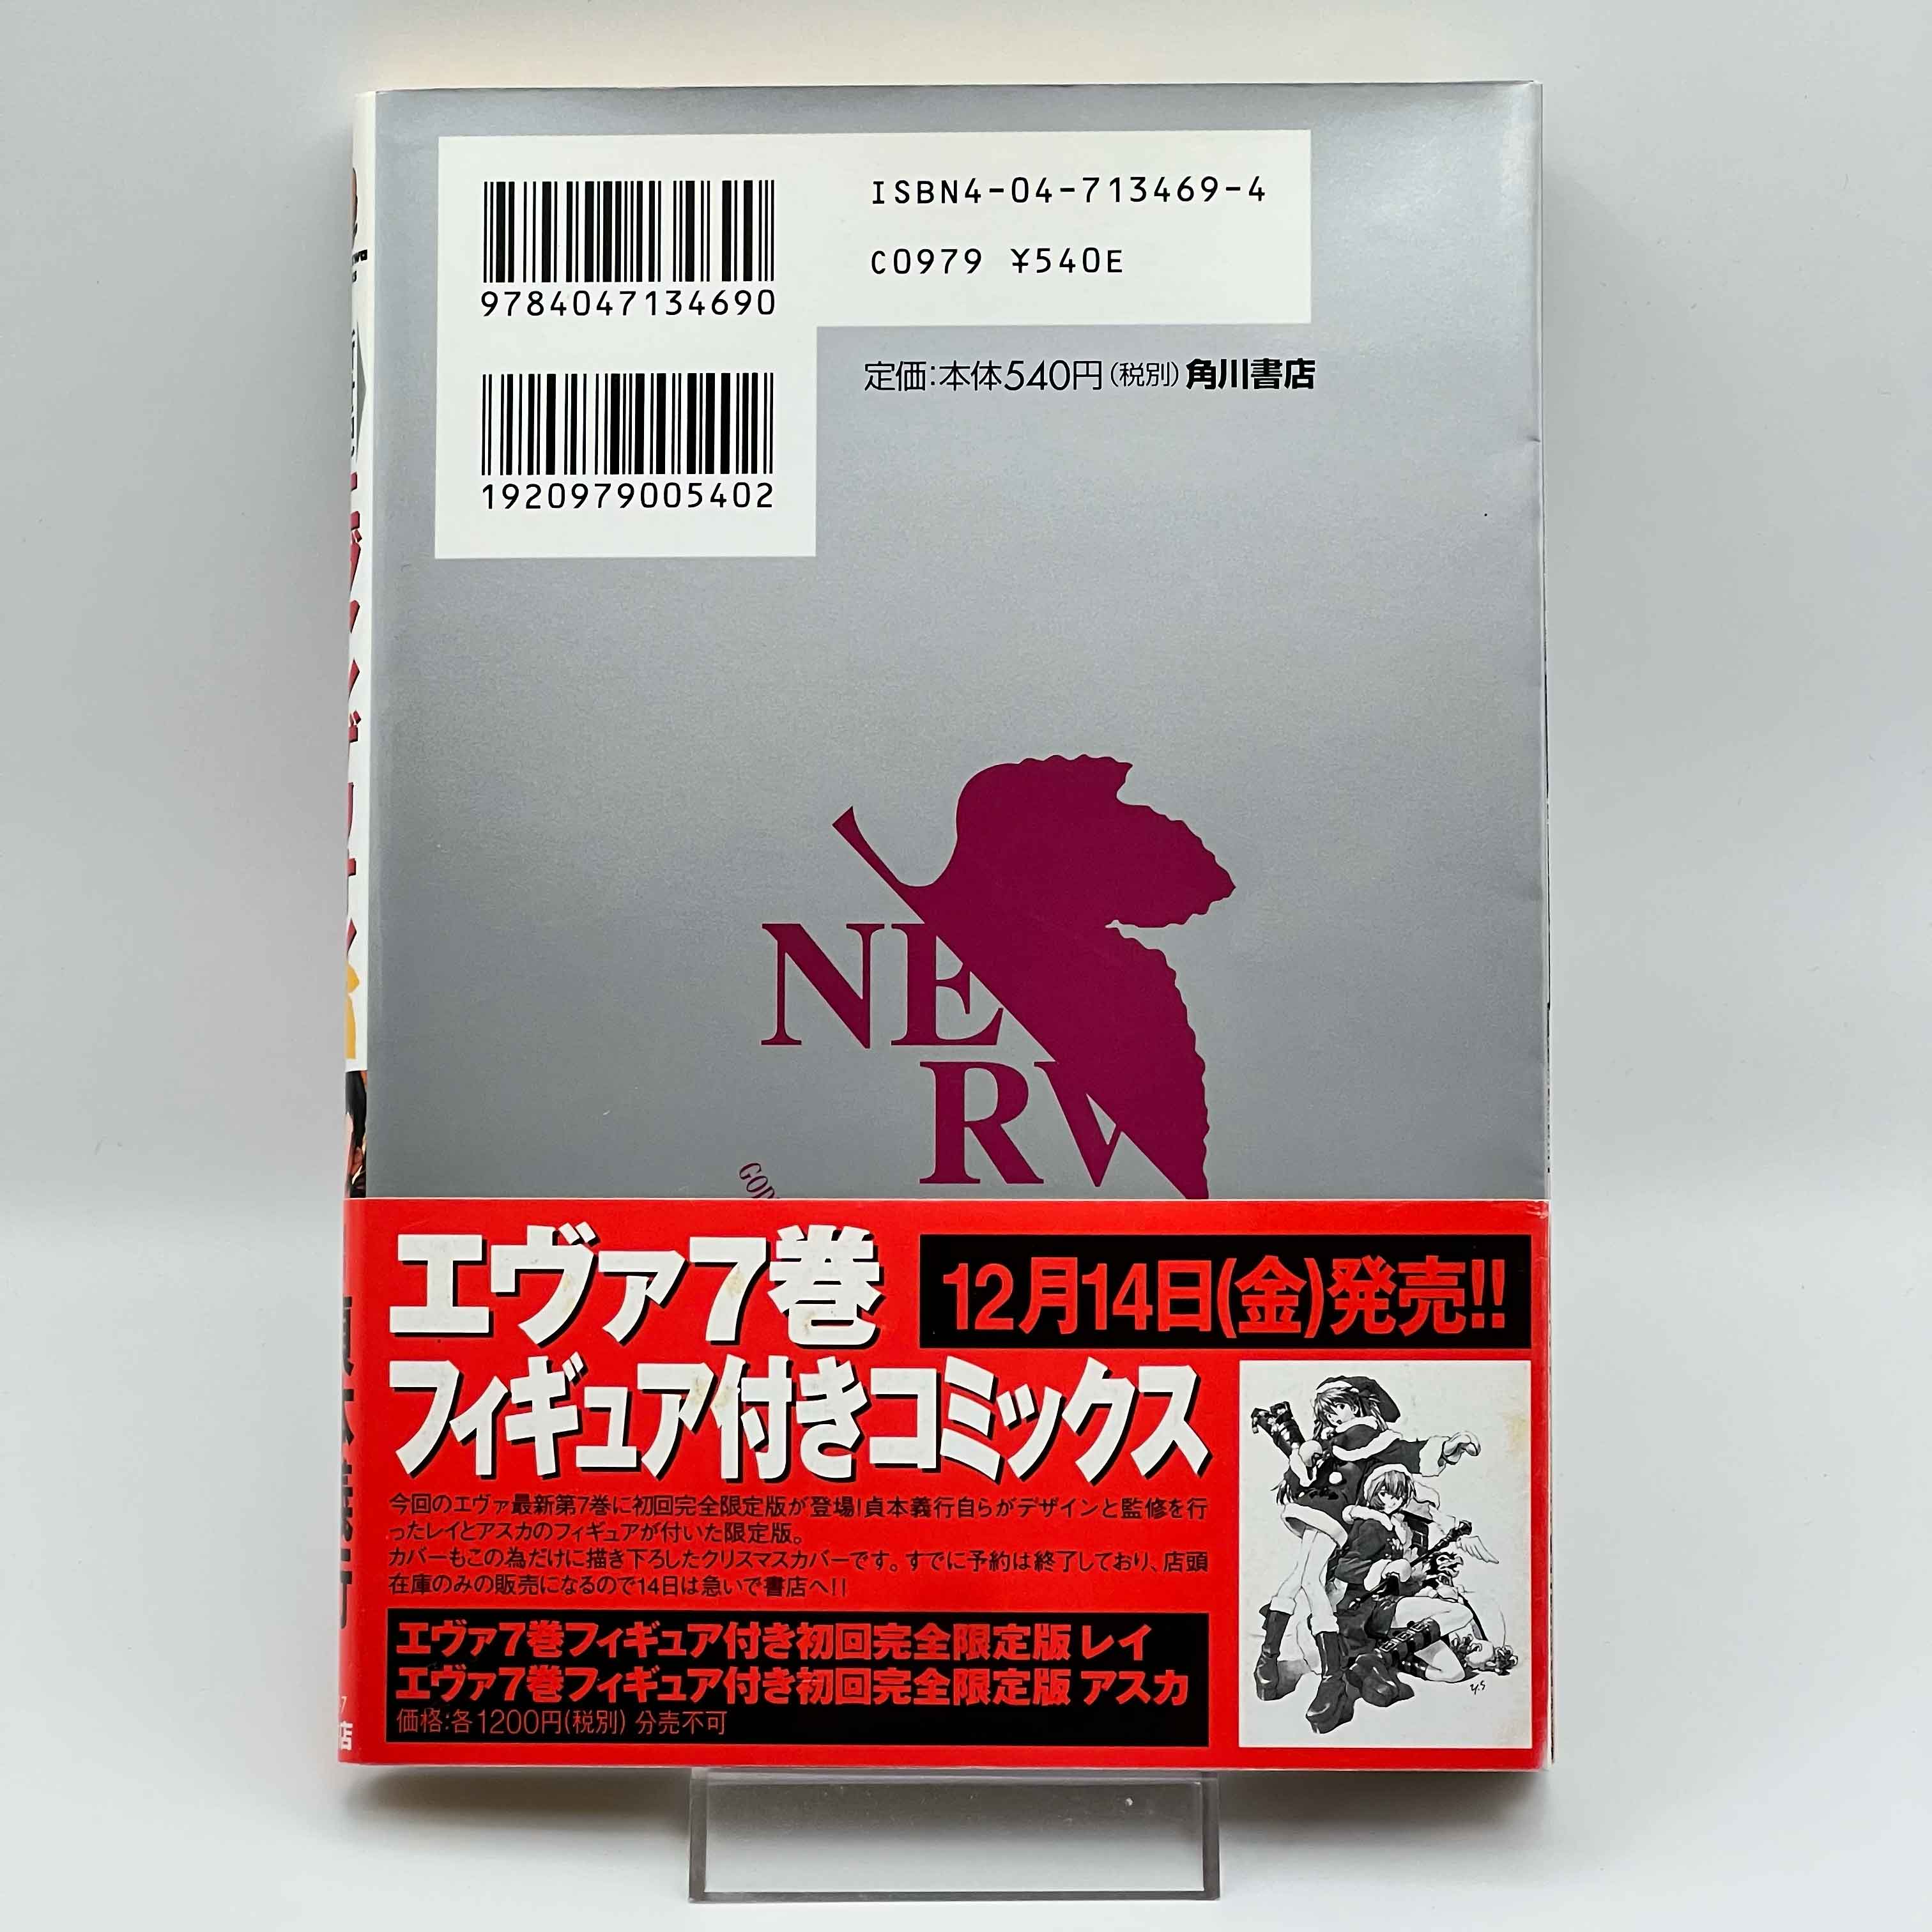 ISBN4-04-713469-4
C0979 ¥540E
9784047134690
1920979005402
定価:本体540円(税別)角川書店
NE
RV
GOD
エヴァ7巻
12月14日(金)発売!!
フィギュア付きコミックス
今回のエヴァ最新第7巻に初回完全限定版が登場!貞本義行自らがデザインと監修を行
ったレイとアスカのフィギュアが付いた限定版。
カバーもこの為だけに描き下ろしたクリスマスカバーです。すでに予約は終了しており、店頭
在庫のみの販売になるので14日は急いで書店へ!!
エヴァ7巻フィギュア付き初回完全限定版 レイ
エヴァ7巻フィギュア付き初回完全限定版 アスカ
価格:各1200円(税別) 分売不可
Y.S